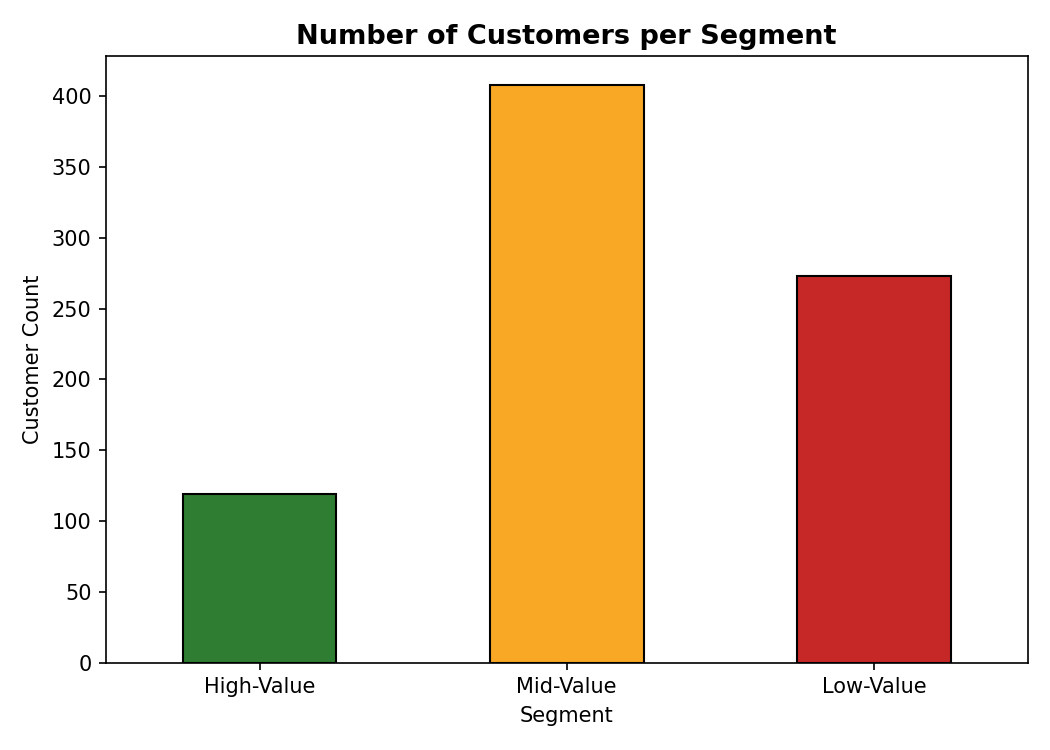 Number of Customers per Segment
400
350
300
250
200
150
100
50
0
Customer Count
High-Value Mid-Value Low-Value
Segment